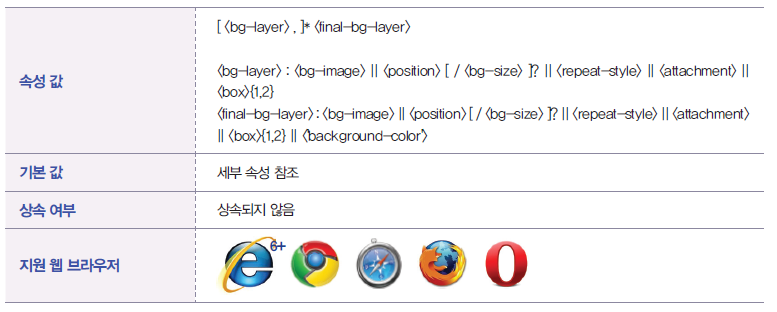 속성 값
[ 〈bg-layer〉 , ]* 〈final-bg-layer〉
〈bg-layer〉 : 〈bg-image〉 || 〈position〉 [ / 〈bg-size〉 ]? || 〈repeat-style〉 || 〈attachment〉 ||
〈box〉{1,2}
〈final-bg-layer〉 : 〈bg-image〉 || 〈position〉 [ / 〈bg-size〉 ]? || 〈repeat-style〉 || 〈attachment〉
|| 〈box〉{1,2} || 〈'background-color'〉
기본 값
세부 속성 참조
상속 여부
상속되지 않음
지원 웹 브라우저
6+